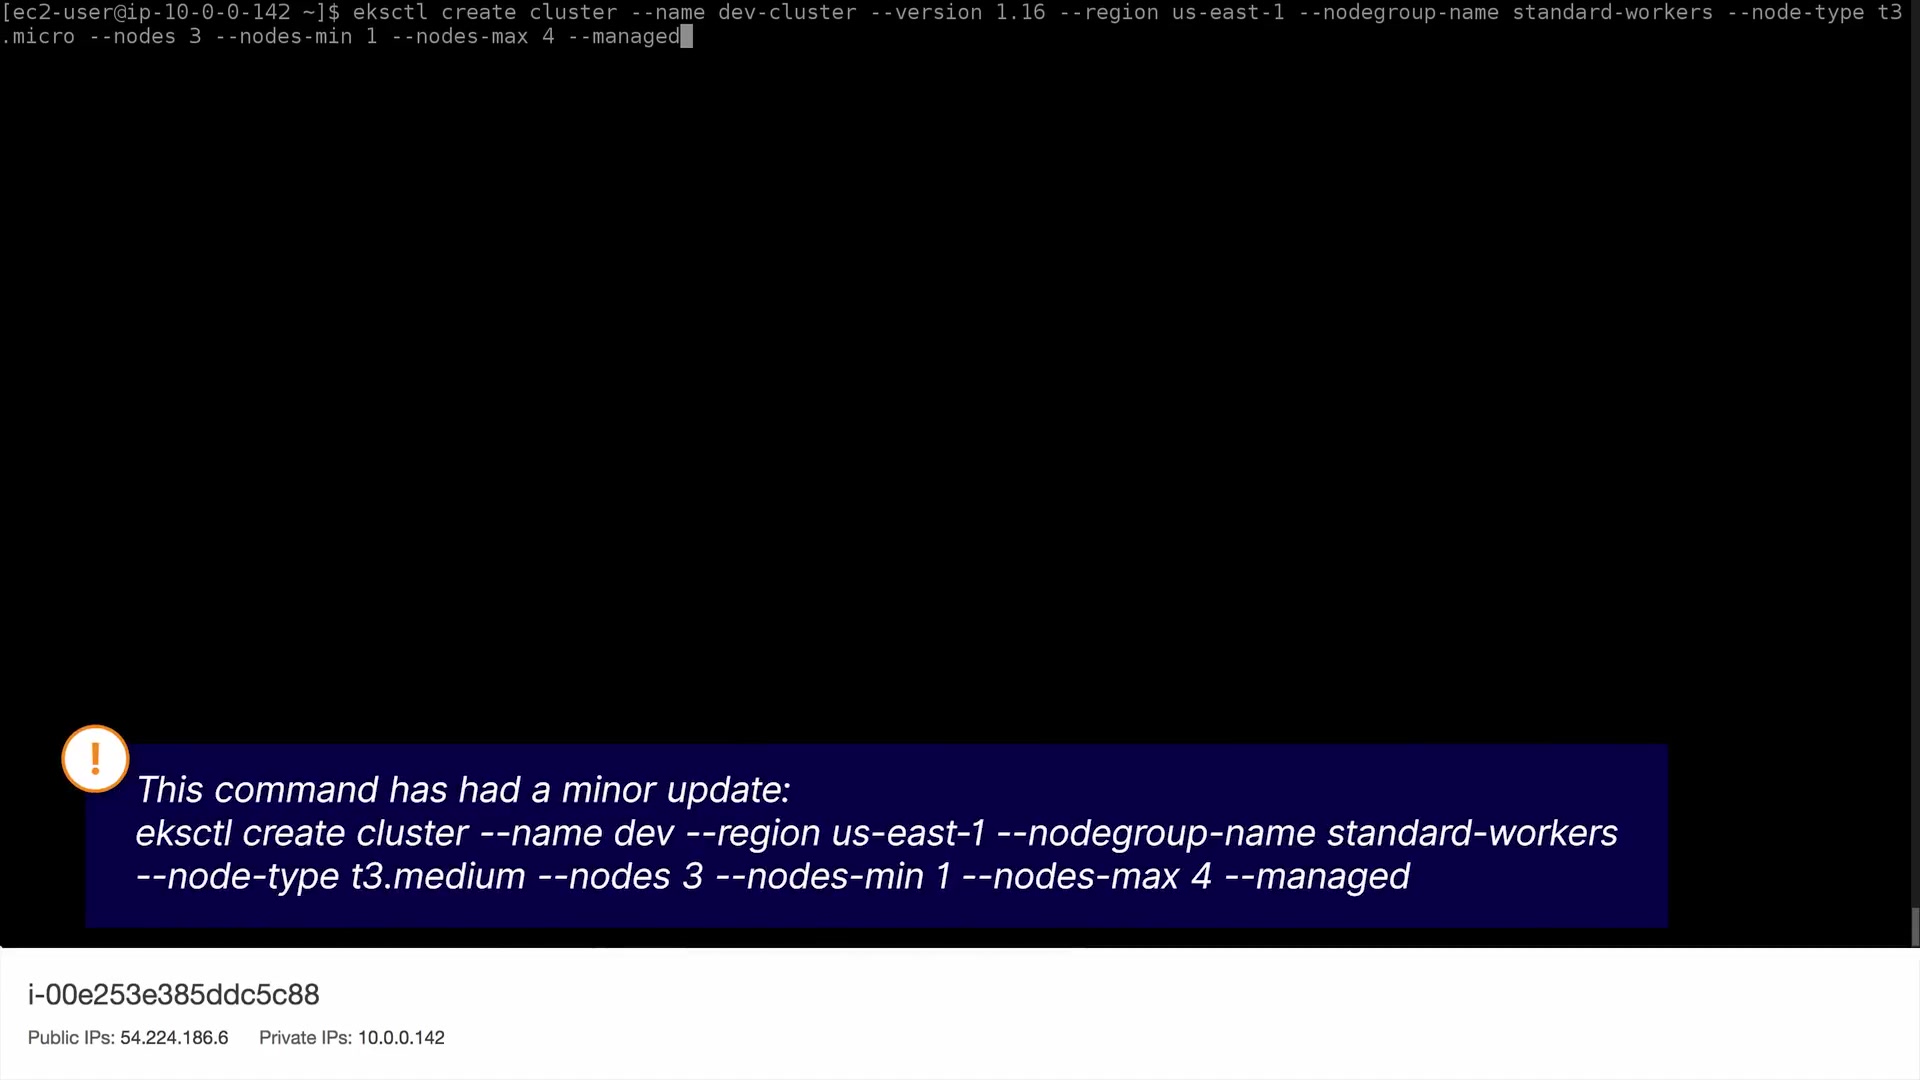 [ec2-user@ip-10-0-0-142 ~]$ eksctl create cluster --name dev-cluster --version 1.16 --region us-east-1 --nodegroup-name standard-workers --node-type t3
.micro --nodes 3 --nodes-min 1 --nodes-max 4 --managed
!
This command has had a minor update:
eksctl create cluster --name dev --region us-east-1 --nodegroup-name standard-workers
--node-type t3.medium --nodes 3 --nodes-min 1 --nodes-max 4 --managed
i-00e253e385ddc5c88
Public IPs: 54.224.186.6 Private IPs: 10.0.0.142